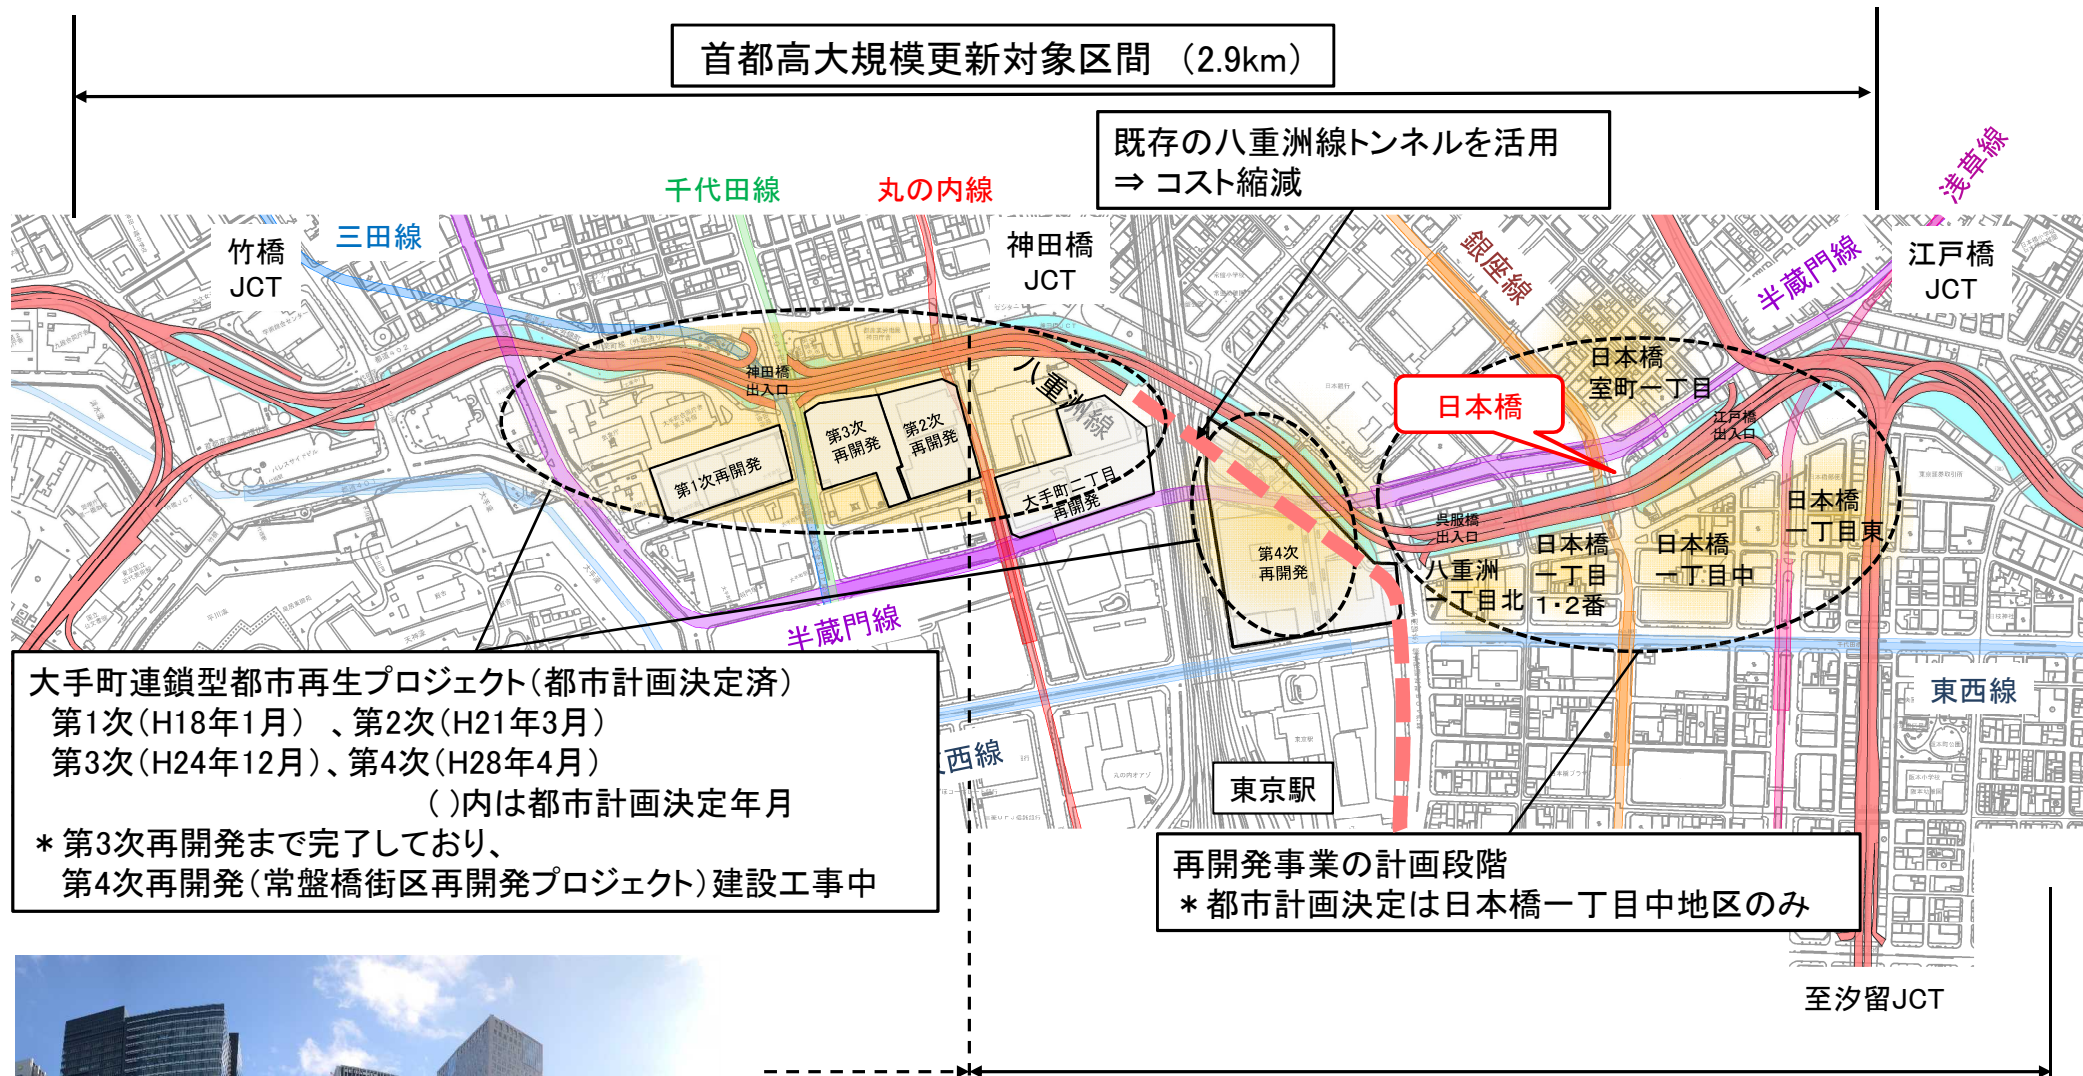 首都高大規模更新対象区間 （2.9km）
既存の八重洲線トンネルを活用
⇒ コスト縮減
千代田線
丸の内線
浅草線
三田線
竹橋
JCT
神田橋
JCT
銀座線
半蔵門線
江戸橋
JCT
神田橋
出入口
八重洲線
日本橋
日本橋
室町一丁目
江戸橋
出入口
第1次再開発
第3次
再開発
第2次
再開発
大手町二丁目
再開発
第4次
再開発
呉服橋
出入口
八重洲
一丁目北
日本橋
一丁目
1・2番
日本橋
一丁目中
日本橋
一丁目東
半蔵門線
東西線
西線
東京駅
大手町連鎖型都市再生プロジェクト（都市計画決定済）
第1次（H18年1月） 、第2次（H21年3月）
第3次（H24年12月）、第4次（H28年4月）
（ ）内は都市計画決定年月
＊第3次再開発まで完了しており、
第4次再開発（常盤橋街区再開発プロジェクト）建設工事中
再開発事業の計画段階
＊都市計画決定は日本橋一丁目中地区のみ
至汐留JCT